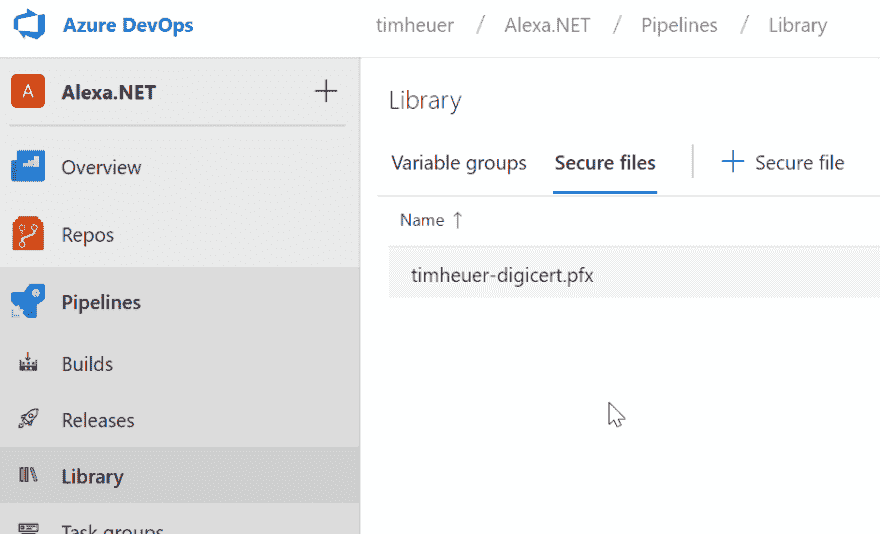 Azure DevOps
timheuer / Alexa.NET / Pipelines / Library
A Alexa.NET +
Library
Variable groups Secure files + Secure file
Overview
Name ↑
Repos
timheuer-digicert.pfx
Pipelines
Builds
Releases
Library
Task groups